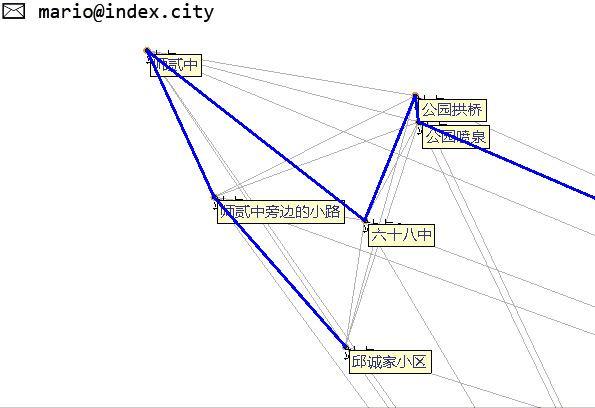 mario@index.city
师贰中
公园拱桥
公园喷泉
师贰中旁边的小路
六十八中
邱诚家小区